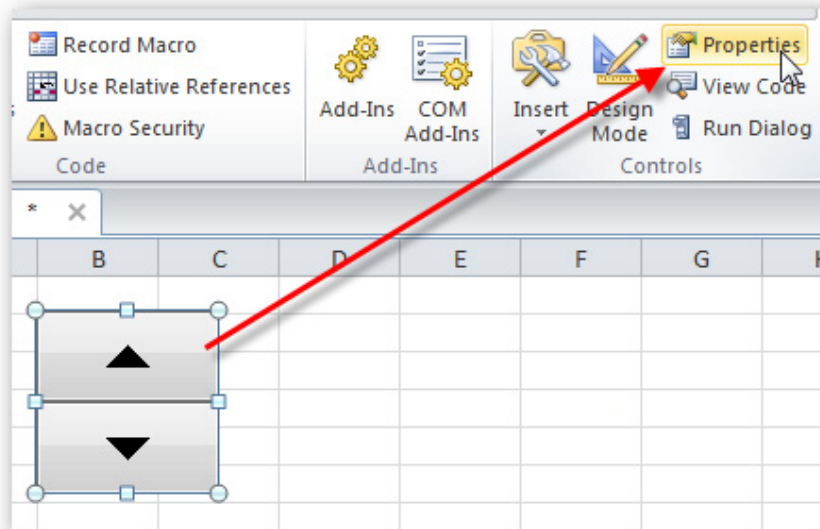 Record Macro
Use Relative References
Macro Security
Code
Add-Ins
COM
Add-Ins
Add-Ins
Insert
Design
Mode
Properties
View Code
Run Dialog
Controls
*
B C D E F G